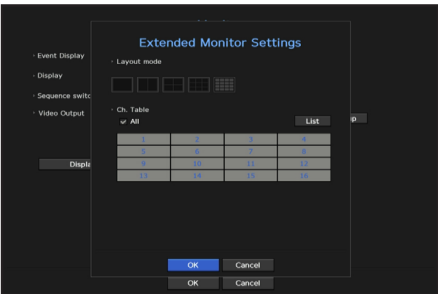 Extended Monitor Settings
· Event Display
· Layout mode
· Display
· Sequence switc
· Ch. Table
· Video Output
All
List
1 2 3 4
5 6 7 8
9 10 11 12
13 14 15 16
Displa
OK Cancel
OK Cancel